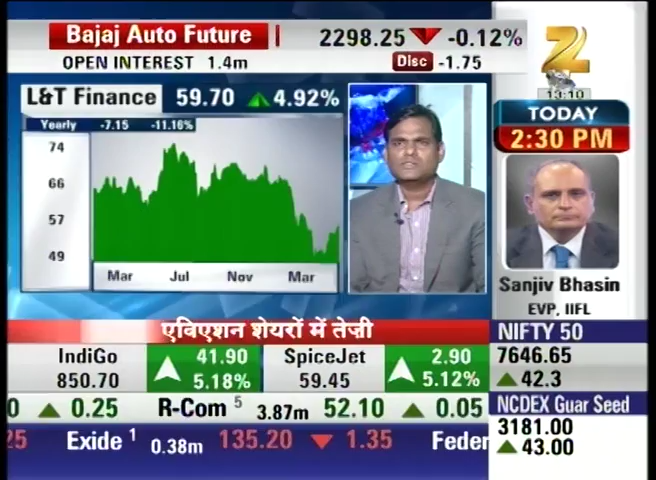 Bajaj Auto Future 2298.25 -0.12%
OPEN INTEREST 1.4m Disc -1.75
13:10
L&T Finance 59.70 4.92%
Yearly -7.15 -11.16%
74
66
57
49
Mar Jul Nov Mar
TODAY
2:30 PM
Sanjiv Bhasin
EVP, IIFL
एविएशन शेयरों में तेज़ी
IndiGo 41.90 SpiceJet 2.90
850.70 5.18% 59.45 5.12%
NIFTY 50
7646.65
42.3
0 0.25 R-Com 5 3.87m 52.10 0.05
25 Exide 1 0.38m 135.20 1.35 Feder
NCDEX Guar Seed
3181.00
43.00